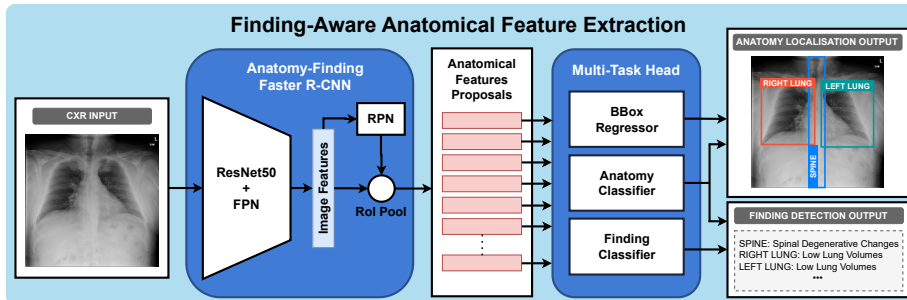 Finding-Aware Anatomical Feature Extraction
CXR INPUT
L
Anatomy-Finding
Faster R-CNN
ResNet50
+
FPN
Image Features
RPN
RoI Pool
Anatomical
Features
Proposals
Multi-Task Head
BBox
Regressor
Anatomy
Classifier
Finding
Classifier
ANATOMY LOCALISATION OUTPUT
L
RIGHT LUNG
LEFT LUNG
SPINE
FINDING DETECTION OUTPUT
SPINE: Spinal Degenerative Changes
RIGHT LUNG: Low Lung Volumes
LEFT LUNG: Low Lung Volumes
•••